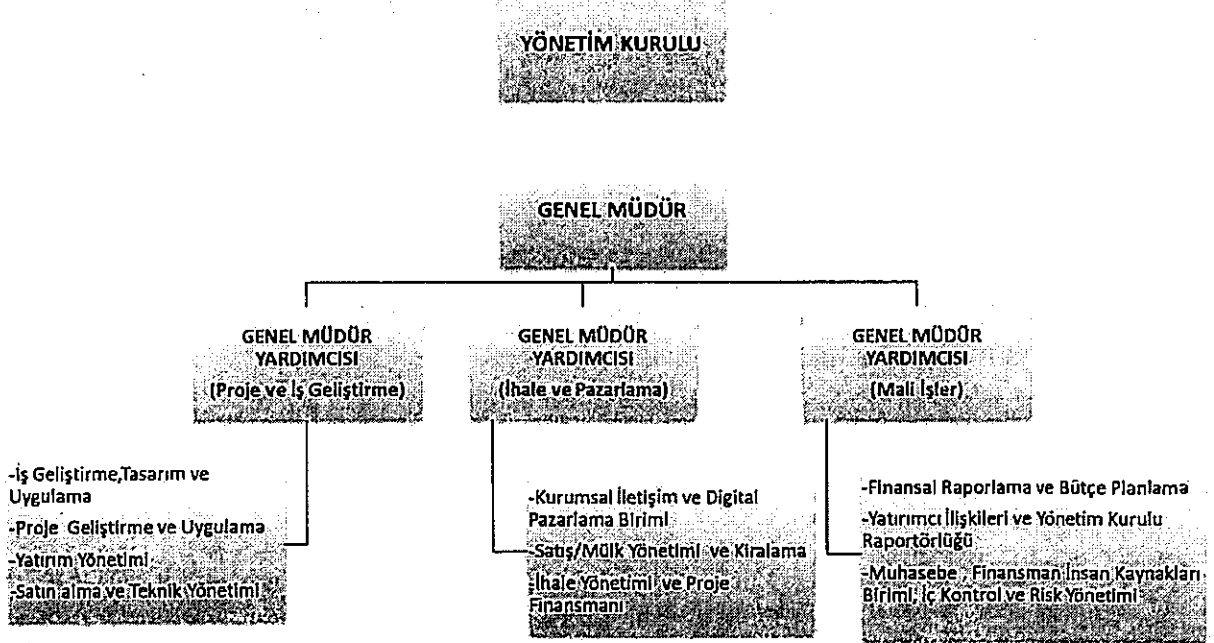 YÖNETİM KURULU
GENEL MÜDÜR
GENEL MÜDÜR
YARDIMCISI
(Proje ve İş Geliştirme)
GENEL MÜDÜR
YARDIMCISI
(İhale ve Pazarlama)
GENEL MÜDÜR
YARDIMCISI
(Mali İşler)
-İş Geliştirme,Tasarım ve
Uygulama
-Proje Geliştirme ve Uygulama
-Yatırım Yönetimi
-Satın alma ve Teknik Yönetimi
-Kurumsal İletişim ve Digital
Pazarlama Birimi
-Satış/Mülk Yönetimi ve Kiralama
-İhale Yönetimi ve Proje
Finansmanı
-Finansal Raporlama ve Bütçe Planlama
-Yatırımcı İlişkileri ve Yönetim Kurulu
Raportörlüğü
-Muhasebe , Finansman İnsan Kaynakları
Birimi, İç Kontrol ve Risk Yönetimi